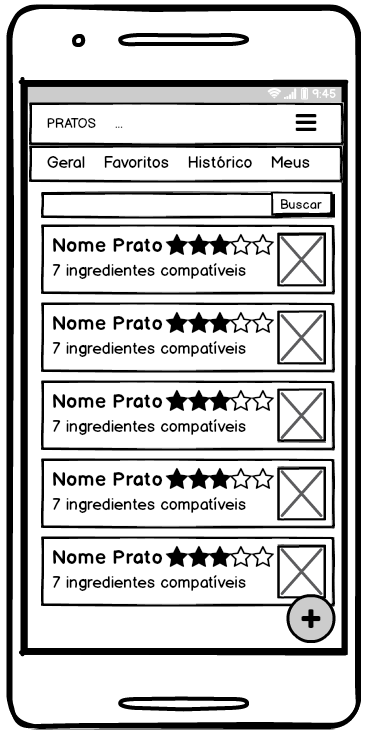 9:45
PRATOS ...
Geral Favoritos Histórico Meus
Buscar
Nome Prato
7 ingredientes compatíveis
Nome Prato
7 ingredientes compatíveis
Nome Prato
7 ingredientes compatíveis
Nome Prato
7 ingredientes compatíveis
Nome Prato
7 ingredientes compatíveis
+